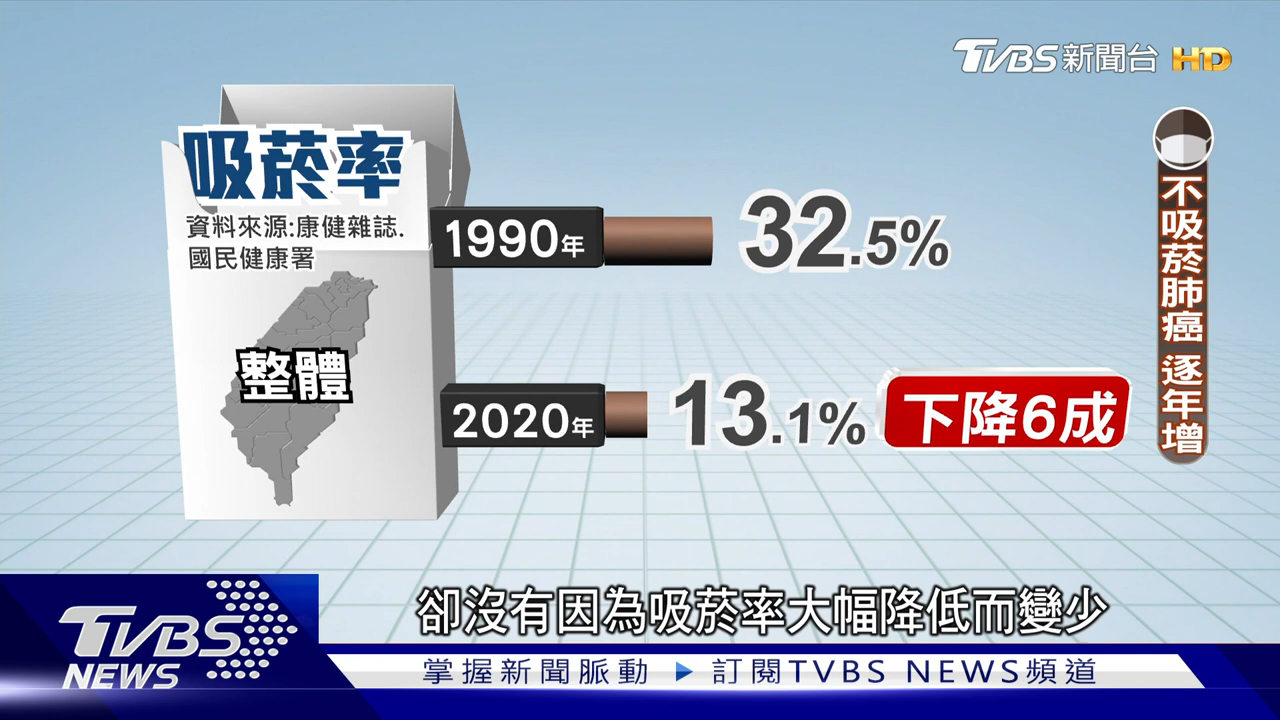 TVBS新聞台 HD
吸菸率
資料來源:康健雜誌.
國民健康署
整體
1990年
32.5%
2020年
13.1%
下降6成
不吸菸肺癌 逐年增
卻沒有因為吸菸率大幅降低而變少
TVBS
NEWS
掌握新聞脈動 ▶ 訂閱TVBS NEWS頻道